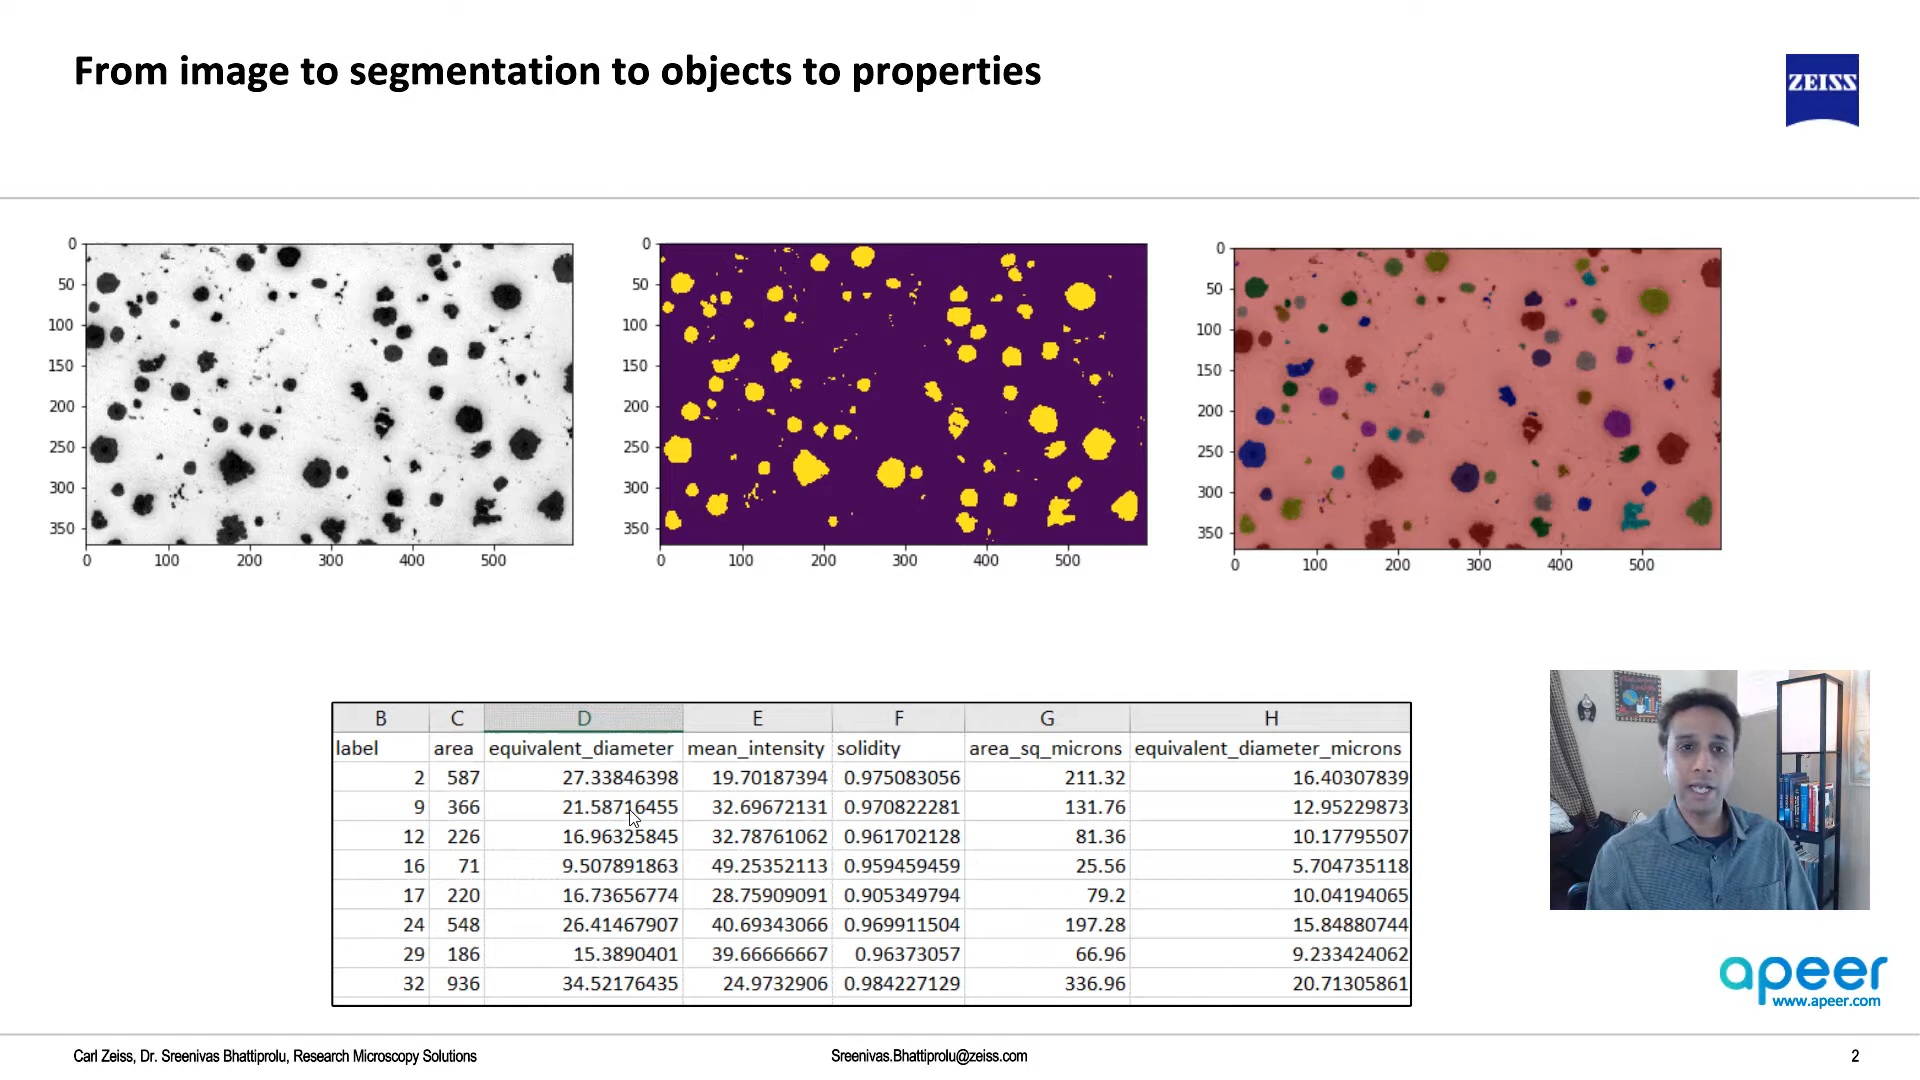 From image to segmentation to objects to properties
ZEISS
0
50
100
150
200
250
300
350
0 100 200 300 400 500
0
50
100
150
200
250
300
350
0 100 200 300 400 500
0
50
100
150
200
250
300
350
0 100 200 300 400 500
B C D E F G H
label area equivalent_diameter mean_intensity solidity area_sq_microns equivalent_diameter_microns
2 587 27.33846398 19.70187394 0.975083056 211.32 16.40307839
9 366 21.58716455 32.69672131 0.970822281 131.76 12.95229873
12 226 16.96325845 32.78761062 0.961702128 81.36 10.17795507
16 71 9.507891863 49.25352113 0.959459459 25.56 5.704735118
17 220 16.73656774 28.75909091 0.905349794 79.2 10.04194065
24 548 26.41467907 40.69343066 0.969911504 197.28 15.84880744
29 186 15.3890401 39.66666667 0.96373057 66.96 9.233424062
32 936 34.52176435 24.9732906 0.984227129 336.96 20.71305861
apeer
www.apeer.com
Carl Zeiss, Dr. Sreenivas Bhattiprolu, Research Microscopy Solutions
Sreenivas.Bhattiprolu@zeiss.com
2